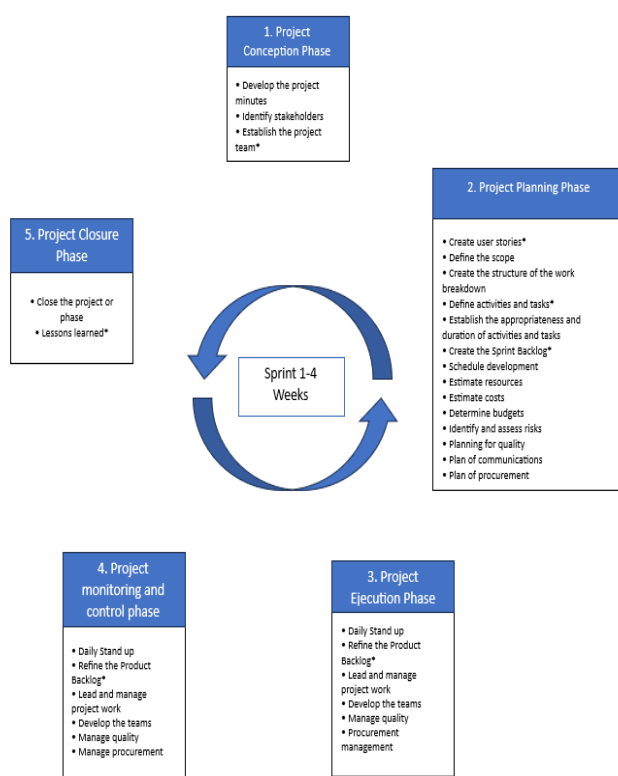 1. Project
Conception Phase
• Develop the project
minutes
• Identify stakeholders
• Establish the project
team*
2. Project Planning Phase
• Create user stories*
• Define the scope
• Create the structure of the work
breakdown
• Define activities and tasks*
• Establish the appropriateness and
duration of activities and tasks
• Create the Sprint Backlog*
• Schedule development
• Estimate resources
• Estimate costs
• Determine budgets
• Identify and assess risks
• Planning for quality
• Plan of communications
• Plan of procurement
5. Project Closure
Phase
• Close the project or
phase
• Lessons learned*
Sprint 1-4
Weeks
4. Project
monitoring and
control phase
• Daily Stand up
• Refine the Product
Backlog*
• Lead and manage
project work
• Develop the teams
• Manage quality
• Manage procurement
3. Project
Ejecution Phase
• Daily Stand up
• Refine the Product
Backlog*
• Lead and manage
project work
• Develop the teams
• Manage quality
• Procurement
management